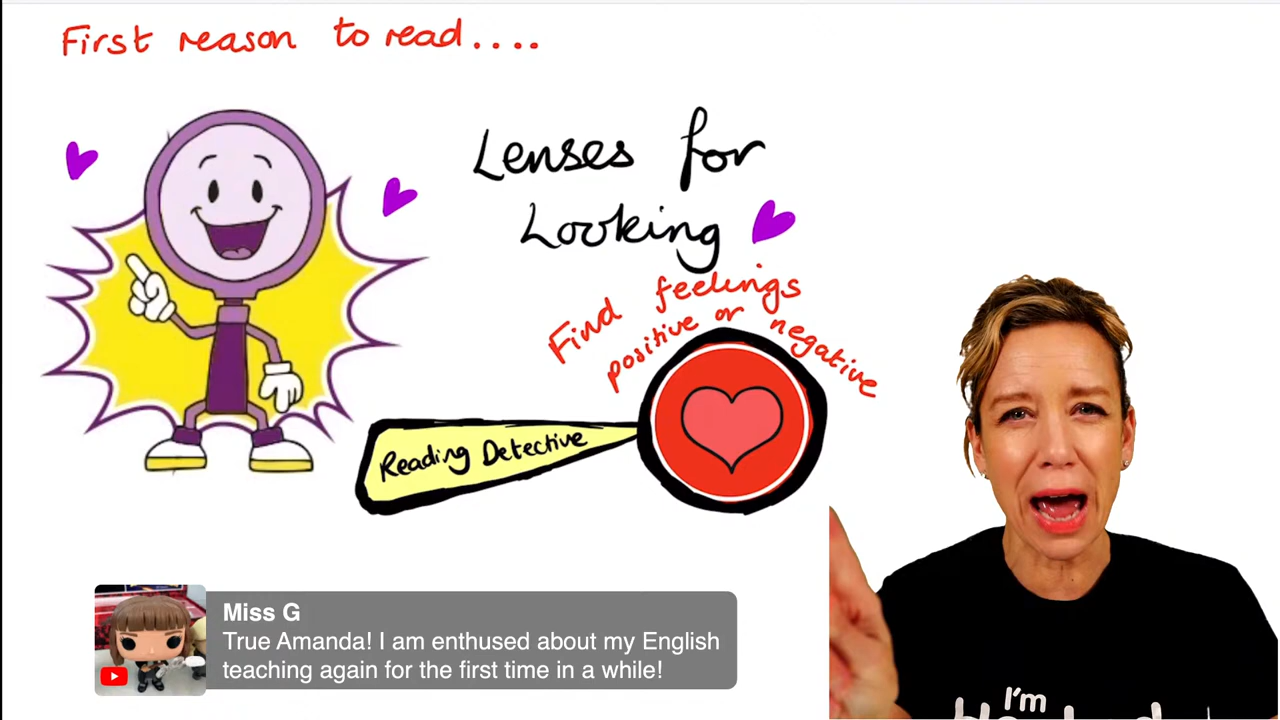 First reason to read....
Lenses for
Looking
Find feelings
positive or negative
Reading Detective
Miss G
True Amanda! I am enthused about my English
teaching again for the first time in a while!
I'm